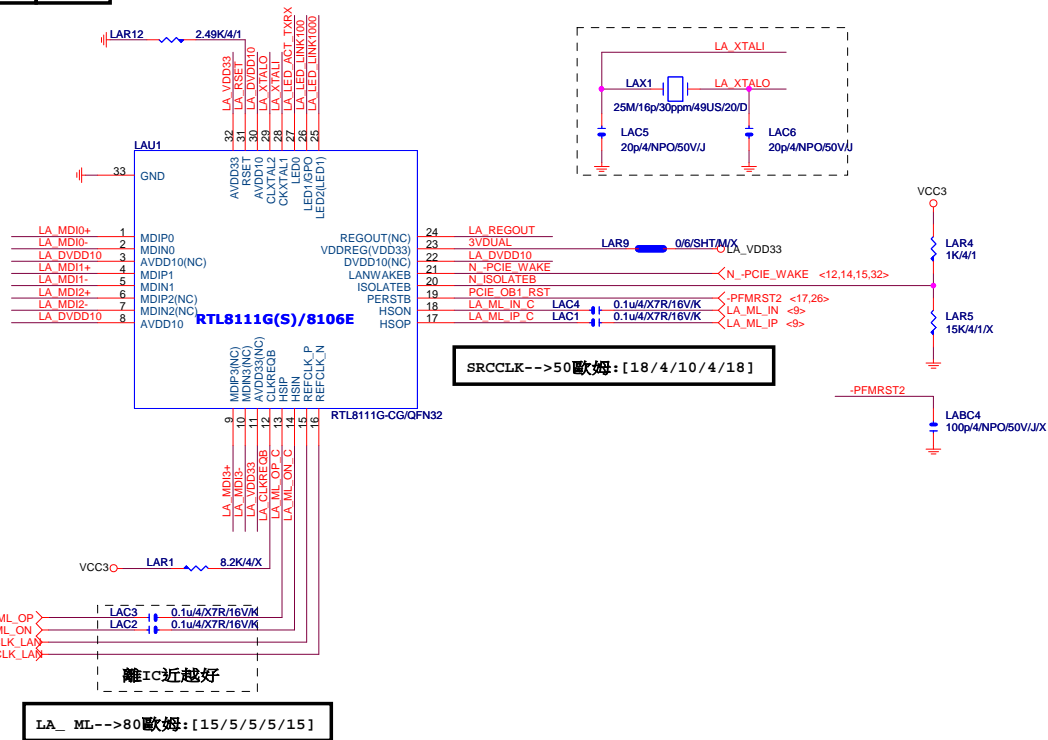 LAR12 2.49K/4/1
LA_VDD33
LA_RSET
LA_DVDD10
LA_XTALO
LA_XTALI
LA_LED_ACT_TXRX
LA_LED_LINK100
LA_LED_LINK1000
32 31 30 29 28 27 26 25
LA_XTALI
LAX1 LA_XTALO
25M/16p/30ppm/49US/20/D
LAC5
20p/4/NPO/50V/J
LAC6
20p/4/NPO/50V/J
LAU1
33 GND
AVDD33
RSET
AVDD10
CLXTAL2
CKXTAL1
LED0
LED1/GPO
LED2(LED1)
LA_MDI0+ 1 MDIP0
LA_MDI0- 2 MDIN0
LA_DVDD10 3 AVDD10(NC)
LA_MDI1+ 4 MDIP1
LA_MDI1- 5 MDIN1
LA_MDI2+ 6 MDIP2(NC)
LA_MDI2- 7 MDIN2(NC)
LA_DVDD10 8 AVDD10
RTL8111G(S)/8106E
REGOUT(NC) 24 LA_REGOUT
VDDREG(VDD33) 23 3VDUAL LAR9 0/6/SHT/M/X LA_VDD33
DVDD10(NC) 22 LA_DVDD10
LANWAKEB 21 N_-PCIE_WAKE N_-PCIE_WAKE <12,14,15,32>
ISOLATEB 20 N_ISOLATEB
PERSTB 19 PCIE_OB1_RST -PFMRST2 <17,26>
HSON 18 LA_ML_IN_C LAC4 0.1u/4/X7R/16V/K LA_ML_IN <9>
HSOP 17 LA_ML_IP_C LAC1 0.1u/4/X7R/16V/K LA_ML_IP <9>
VCC3
LAR4
1K/4/1
LAR5
15K/4/1/X
MDIP3(NC)
MDIN3(NC)
AVDD33(NC)
CLKREQB
HSIP
HSIN
REFCLK_P
REFCLK_N
RTL8111G-CG/QFN32
9 10 11 12 13 14 15 16
SRCCLK-->50歐姆:[18/4/10/4/18]
-PFMRST2
LABC4
100p/4/NPO/50V/J/X
LA_MDI3+
LA_MDI3-
LA_VDD33
LA_CLKREQB
LA_ML_OP_C
LA_ML_ON_C
VCC3 LAR1 8.2K/4/X
ML_OP LAC3 0.1u/4/X7R/16V/K
ML_ON LAC2 0.1u/4/X7R/16V/K
LK_LAN
CLK_LAN
離IC近越好
LA_ ML-->80歐姆:[15/5/5/5/15]